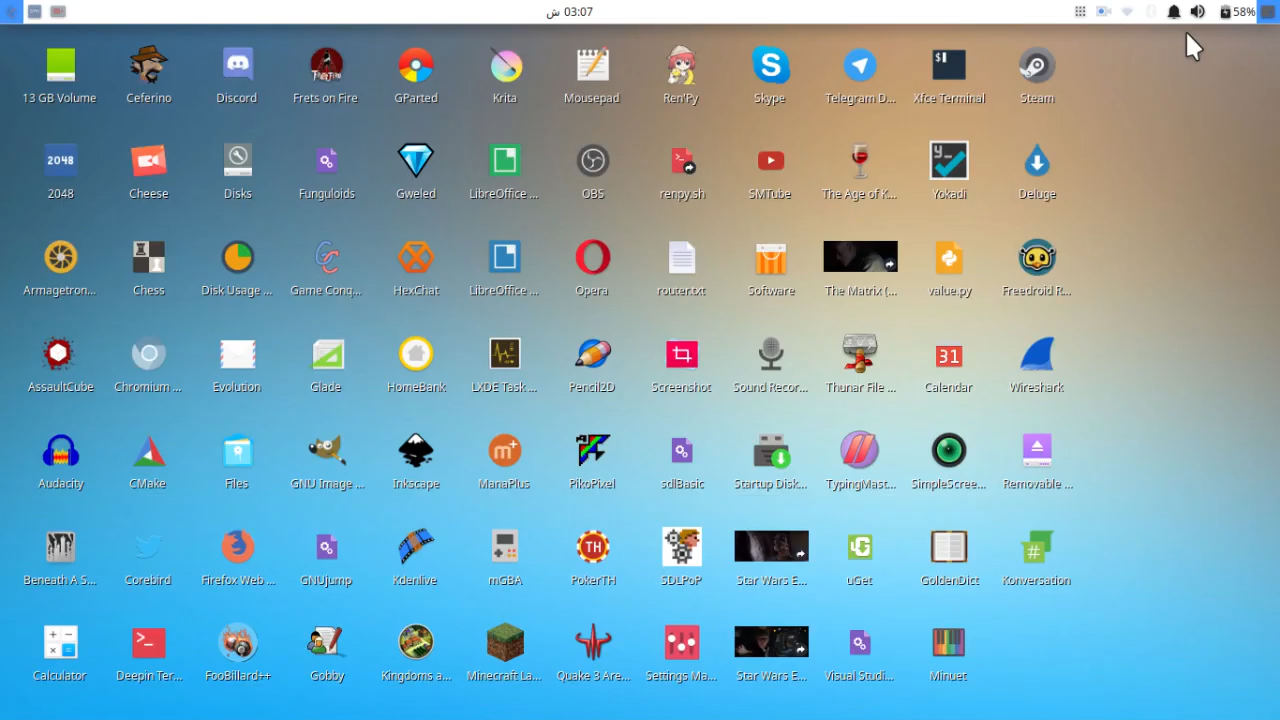 03:07 ش
58%
13 GB Volume
Ceferino
Discord
Frets on Fire
GParted
Krita
Mousepad
Ren'Py
Skype
Telegram D...
Xfce Terminal
Steam
2048
2048
Cheese
Disks
Funguloids
Gweled
LibreOffice ...
OBS
renpy.sh
SMTube
The Age of K...
Yokadi
Deluge
Armagetron...
Chess
Disk Usage ...
Game Conq...
HexChat
LibreOffice ...
Opera
router.txt
Software
The Matrix (...
value.py
Freedroid R...
31
AssaultCube
Chromium ...
Evolution
Glade
HomeBank
LXDE Task ...
Pencil2D
Screenshot
Sound Recor...
Thunar File ...
Calendar
Wireshark
Audacity
CMake
Files
GNU Image ...
Inkscape
ManaPlus
PikoPixel
sdlBasic
Startup Disk...
TypingMast...
SimpleScree...
Removable ...
TH
Beneath A S...
Corebird
Firefox Web ...
GNUjump
Kdenlive
mGBA
PokerTH
SDLPoP
Star Wars E...
uGet
GoldenDict
Konversation
Calculator
Deepin Ter...
FooBillard++
Gobby
Kingdoms a...
Minecraft La...
Quake 3 Are...
Settings Ma...
Star Wars E...
Visual Studi...
Minuet